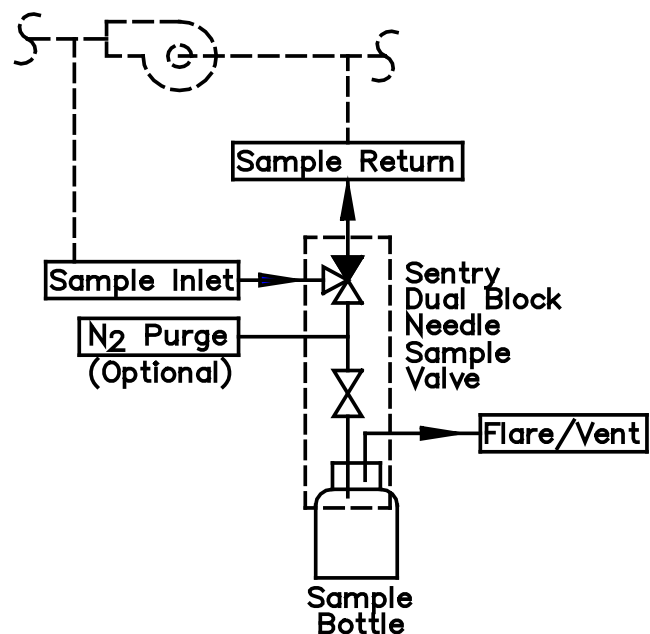 Sample Return
Sample Inlet
Sentry
Dual Block
Needle
Sample
Valve
N2 Purge
(Optional)
Flare/Vent
Sample
Bottle